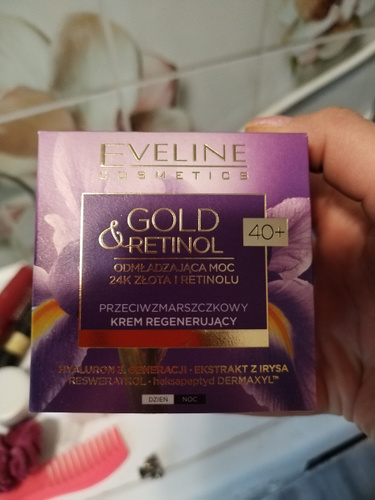 EVELINE
COSMETICS
GOLD
& RETINOL
40+
ODMŁADZAJĄCA MOC
24K ZŁOTA I RETINOLU
PRZECIWZMARSZCZKOWY
KREM REGENERUJĄCY
HYALURON 3. GENERACJI • EKSTRAKT Z IRYSA
RESWERATROL • heksapeptyd DERMAXYL™
DZIEŃ NOC